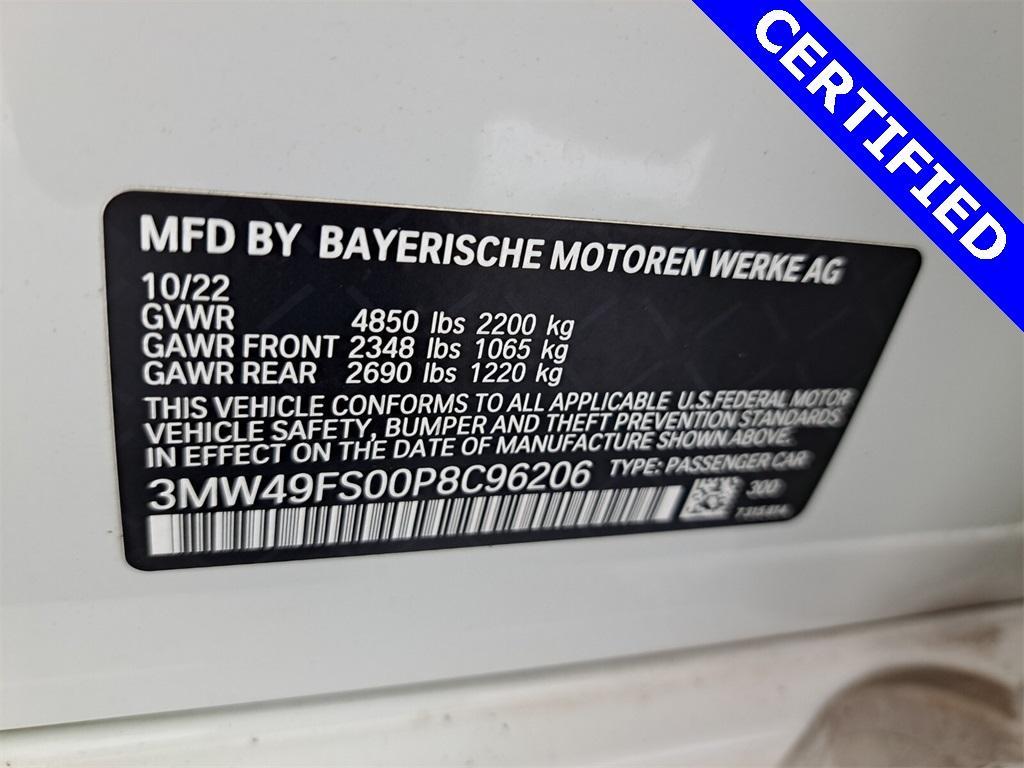 CERTIFIED
MFD BY BAYERISCHE MOTOREN WERKE AG
10/22
GVWR 4850 lbs 2200 kg
GAWR FRONT 2348 lbs 1065 kg
GAWR REAR 2690 lbs 1220 kg
THIS VEHICLE CONFORMS TO ALL APPLICABLE U.S.FEDERAL MOTOR
VEHICLE SAFETY, BUMPER AND THEFT PREVENTION STANDARDS
IN EFFECT ON THE DATE OF MANUFACTURE SHOWN ABOVE.
3MW49FS00P8C96206 TYPE: PASSENGER CAR
300